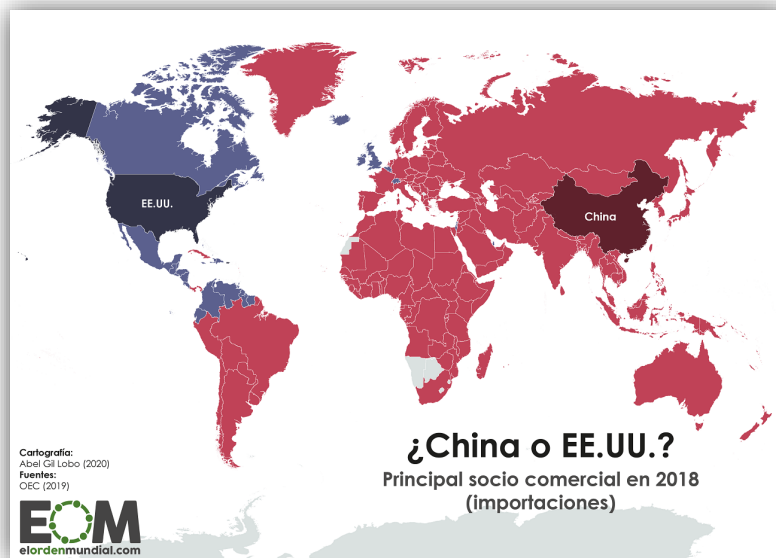 EE.UU.
China
¿China o EE.UU.?
Principal socio comercial en 2018
(importaciones)
Cartografía:
Abel Gil Lobo (2020)
Fuentes:
OEC (2019)
EOM
elordenmundial.com